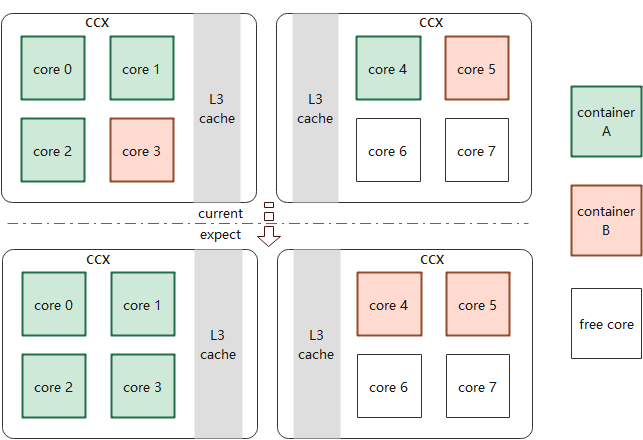 CCX
core 0
core 1
core 2
core 3
L3
cache
CCX
L3
cache
core 4
core 5
core 6
core 7
current
expect
CCX
core 0
core 1
core 2
core 3
L3
cache
CCX
L3
cache
core 4
core 5
core 6
core 7
container
A
container
B
free core